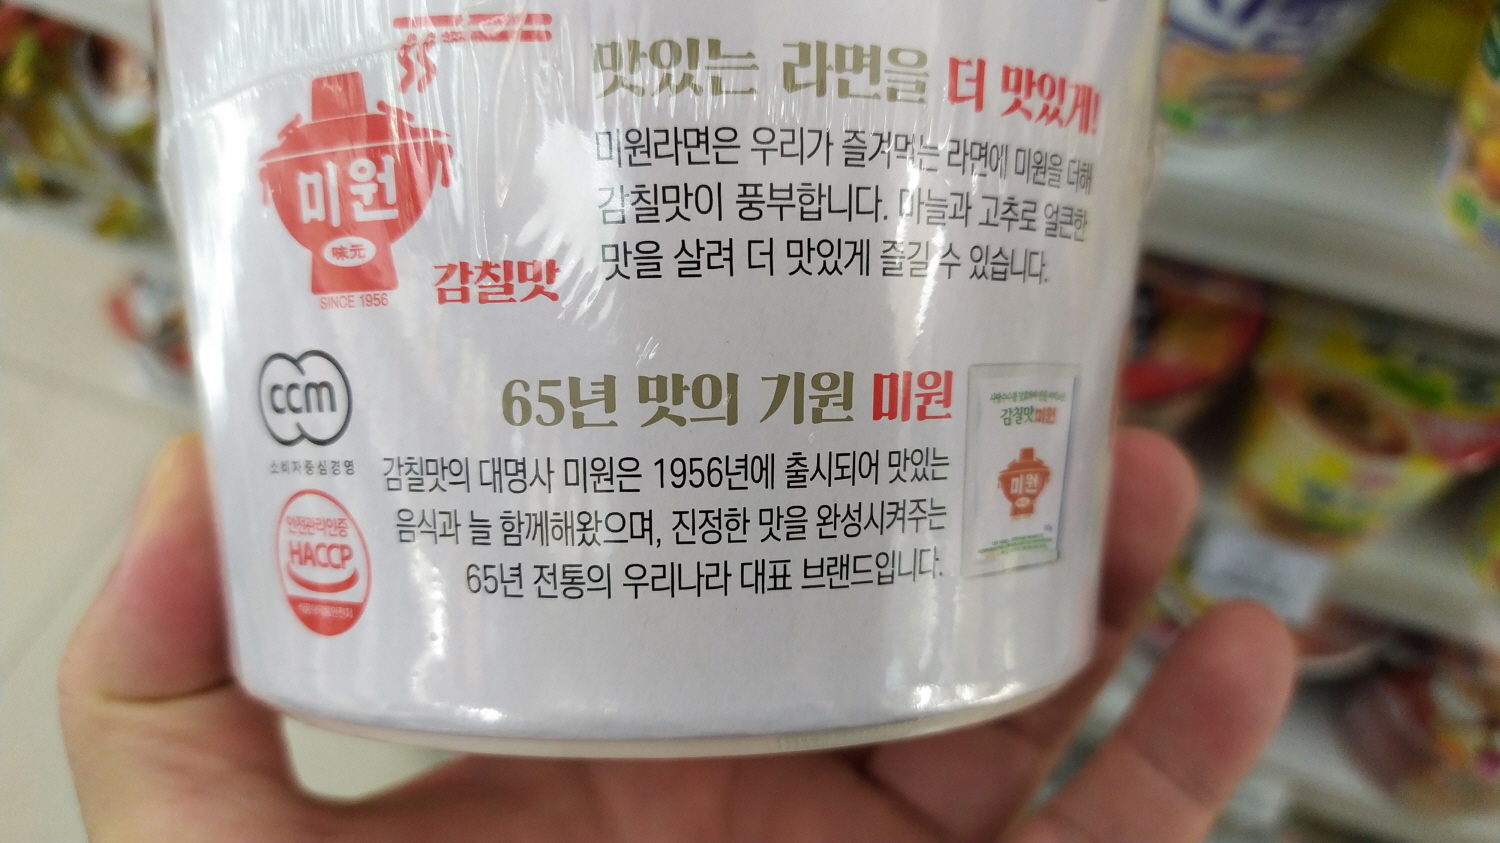 맛있는 라면을 더 맛있게!
미원라면은 우리가 즐겨먹는 라면에 미원을 더해
감칠맛이 풍부합니다. 마늘과 고추로 얼큰한
맛을 살려 더 맛있게 즐길 수 있습니다.
미원
味元
SINCE 1956
감칠맛
65년 맛의 기원 미원
감칠맛의 대명사 미원은 1956년에 출시되어 맛있는
음식과 늘 함께해왔으며, 진정한 맛을 완성시켜주는
65년 전통의 우리나라 대표 브랜드입니다.
ccm
소비자중심경영
안전관리인증
HACCP
감칠맛미원
미원